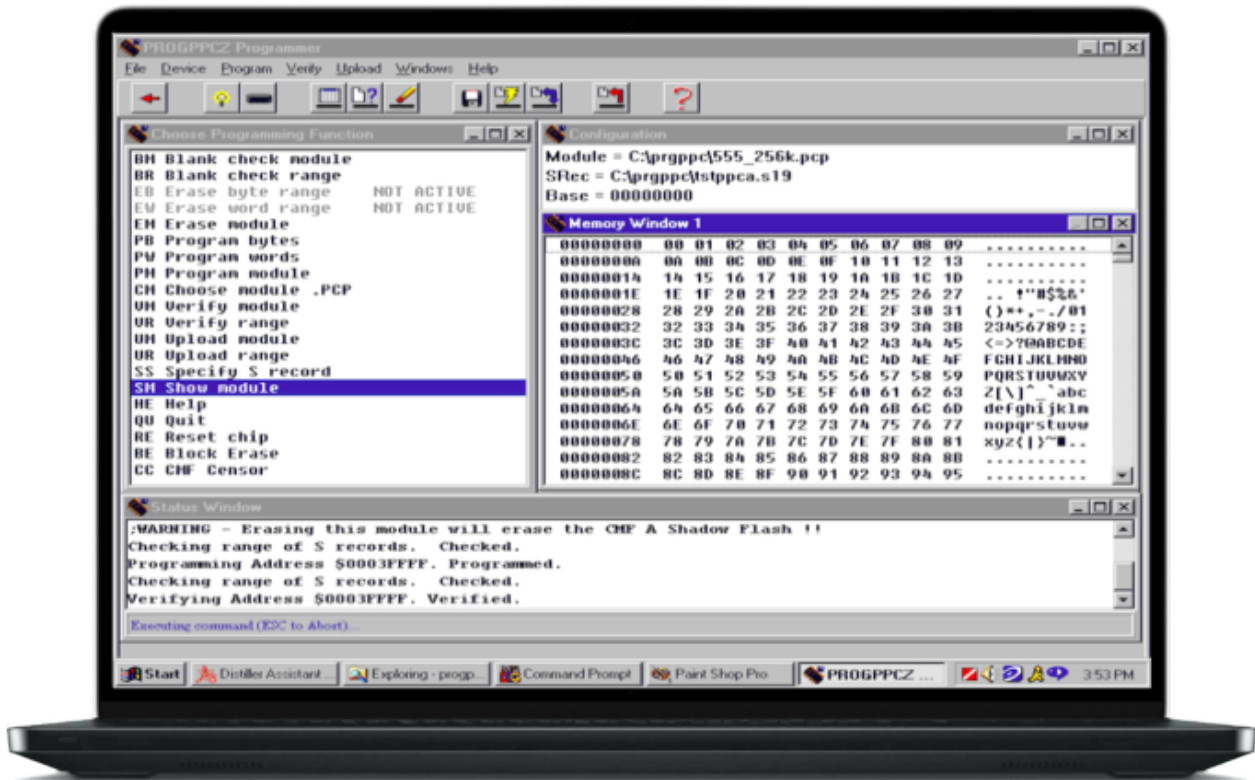 PROGPPCZ Programmer
File Device Program Verify Upload Windows Help
Choose Programming Function
BM Blank check module
BR Blank check range
EB Erase byte range NOT ACTIVE
EW Erase word range NOT ACTIVE
EM Erase module
PB Program bytes
PW Program words
PM Program module
CM Choose module .PCP
VM Verify module
VR Verify range
UM Upload module
UR Upload range
SS Specify S record
SM Show module
HE Help
QU Quit
RE Reset chip
BE Block Erase
CC CMF Censor
Configuration
Module = C:\prgppc\555_256k.pcp
SRec = C:\prgppc\tstppca.s19
Base = 00000000
Memory Window 1
00000000 00 01 02 03 04 05 06 07 08 09 ..........
0000000A 0A 0B 0C 0D 0E 0F 10 11 12 13 ..........
00000014 14 15 16 17 18 19 1A 1B 1C 1D ..........
0000001E 1E 1F 20 21 22 23 24 25 26 27 .. !"#$%&'
00000028 28 29 2A 2B 2C 2D 2E 2F 30 31 ()*+,-./01
00000032 32 33 34 35 36 37 38 39 3A 3B 23456789:;
0000003C 3C 3D 3E 3F 40 41 42 43 44 45 <=>?@ABCDE
00000046 46 47 48 49 4A 4B 4C 4D 4E 4F FGHIJKLMNO
00000050 50 51 52 53 54 55 56 57 58 59 PQRSTUVWXY
0000005A 5A 5B 5C 5D 5E 5F 60 61 62 63 Z[\]^_`abc
00000064 64 65 66 67 68 69 6A 6B 6C 6D defghijklm
0000006E 6E 6F 70 71 72 73 74 75 76 77 nopqrstuvw
00000078 78 79 7A 7B 7C 7D 7E 7F 80 81 xyz{|}~■..
00000082 82 83 84 85 86 87 88 89 8A 8B ..........
0000008C 8C 8D 8E 8F 90 91 92 93 94 95 ..........
Status Window
;WARNING - Erasing this module will erase the CMF A Shadow Flash !!
Checking range of S records. Checked.
Programming Address $0003FFFF. Programmed.
Checking range of S records. Checked.
Verifying Address $0003FFFF. Verified.
Executing command (ESC to Abort)...
Start Distiller Assistant ... Exploring - progp... Command Prompt Paint Shop Pro PROGPPCZ ... 3:53 PM